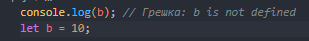 console.log(b); // Грешка: b is not defined
let b = 10;